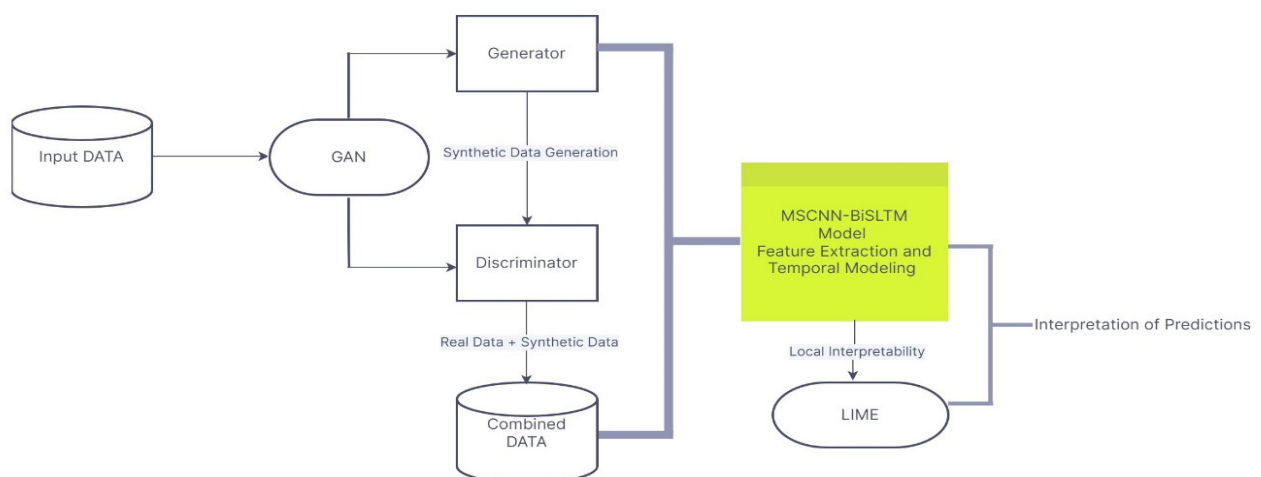 Input DATA
GAN
Generator
Synthetic Data Generation
Discriminator
Real Data + Synthetic Data
Combined
DATA
MSCNN-BiSLTM
Model
Feature Extraction and
Temporal Modeling
Local Interpretability
LIME
Interpretation of Predictions